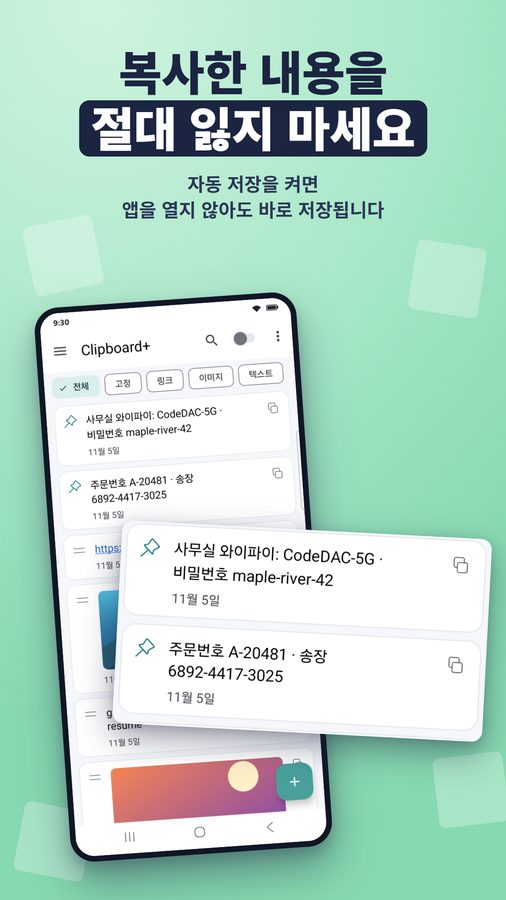 복사한 내용을
절대 잃지 마세요
자동 저장을 켜면
앱을 열지 않아도 바로 저장됩니다
9:30
Clipboard+
전체
고정
링크
이미지
텍스트
사무실 와이파이: CodeDAC-5G ·
비밀번호 maple-river-42
11월 5일
주문번호 A-20481 · 송장
6892-4417-3025
11월 5일
https:
11월 5
사무실 와이파이: CodeDAC-5G ·
비밀번호 maple-river-42
11월 5일
주문번호 A-20481 · 송장
6892-4417-3025
11월 5일
resume
11월 5일